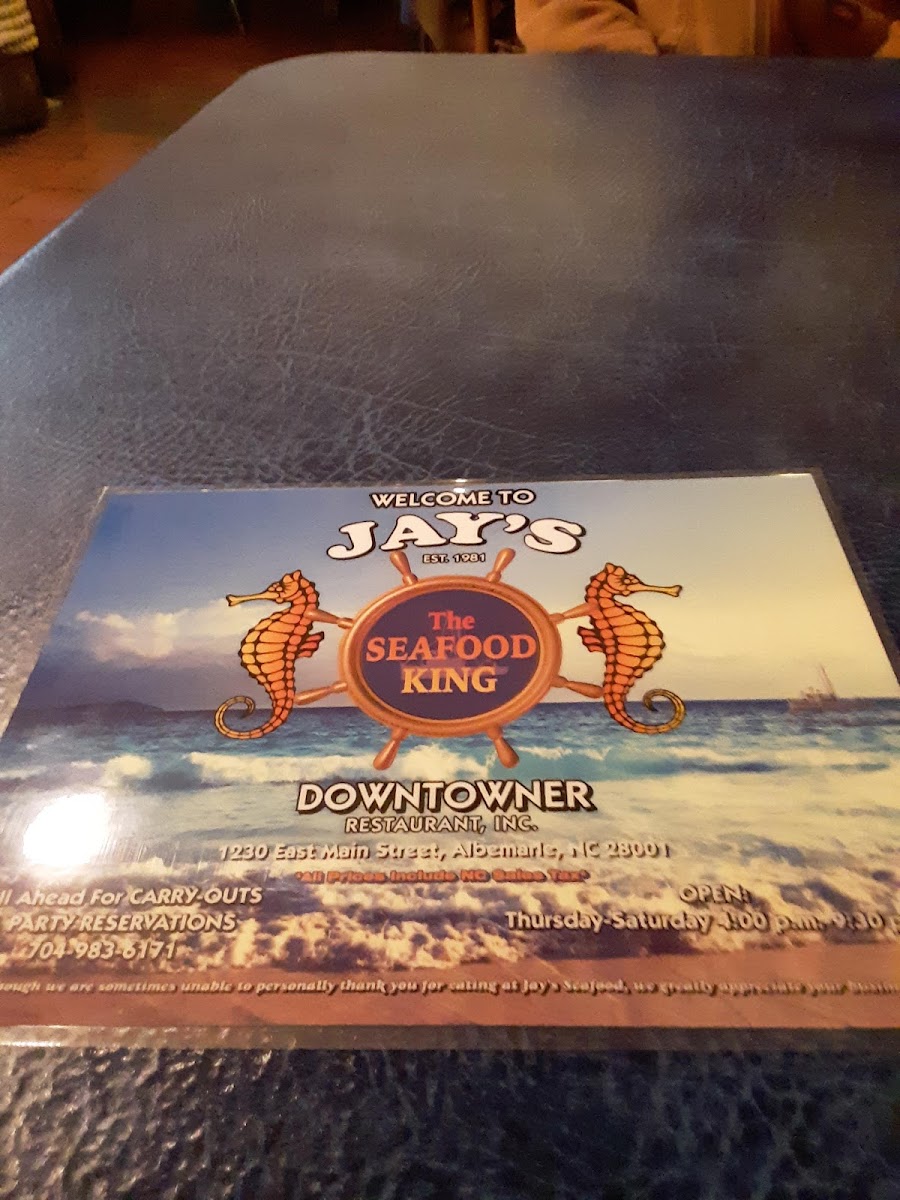 WELCOME TO
JAY'S
EST. 1981
The
SEAFOOD
KING
DOWNTOWNER
RESTAURANT, INC.
1230 East Main Street, Albemarle, NC 28001
*All Prices Include NC Sales Tax*
ll Ahead For CARRY-OUTS
PARTY RESERVATIONS
704-983-6171
OPEN:
Thursday-Saturday 4:00 p.m.-9:30 p
ough we are sometimes unable to personally thank you for eating at Jay's Seafood, we greatly appreciate your busin